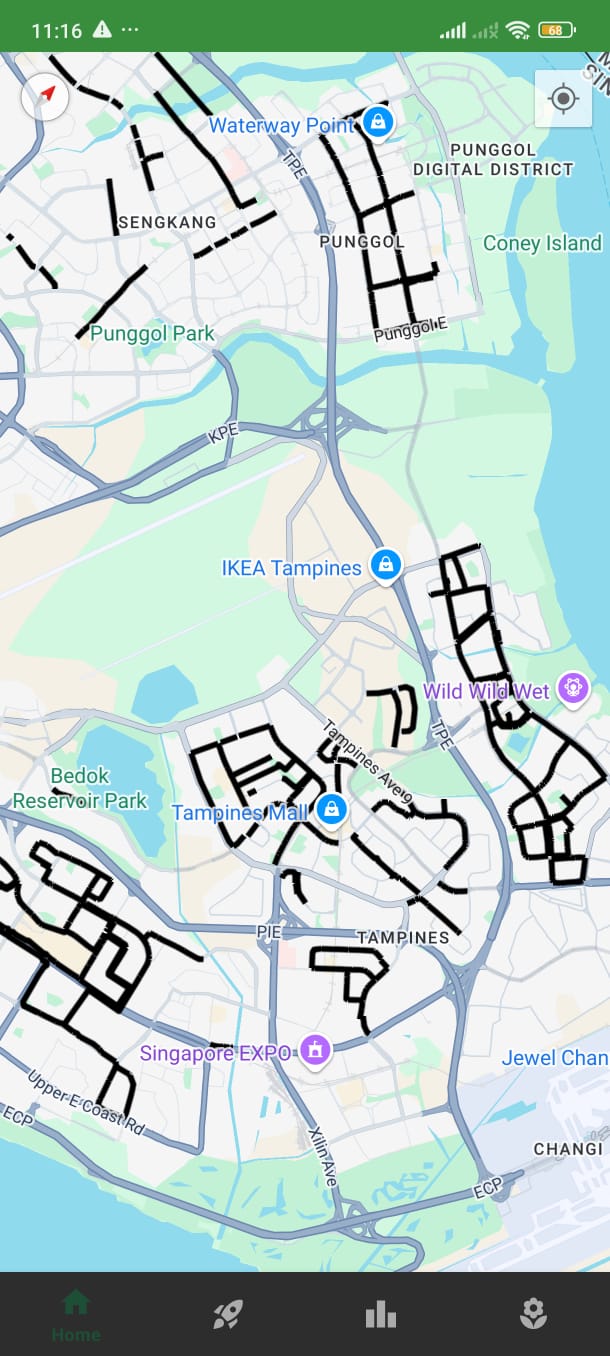 11:16
68
Waterway Point
TPE
PUNGGOL
DIGITAL DISTRICT
SENGKANG
PUNGGOL
Coney Island
Punggol Park
Punggol E
KPE
IKEA Tampines
Wild Wild Wet
TPE
Tampines Ave 9
Bedok
Reservoir Park
Tampines Mall
PIE
TAMPINES
Singapore EXPO
Jewel Chan
Upper E Coast Rd
ECP
Xilin Ave
CHANGI
ECP
Home